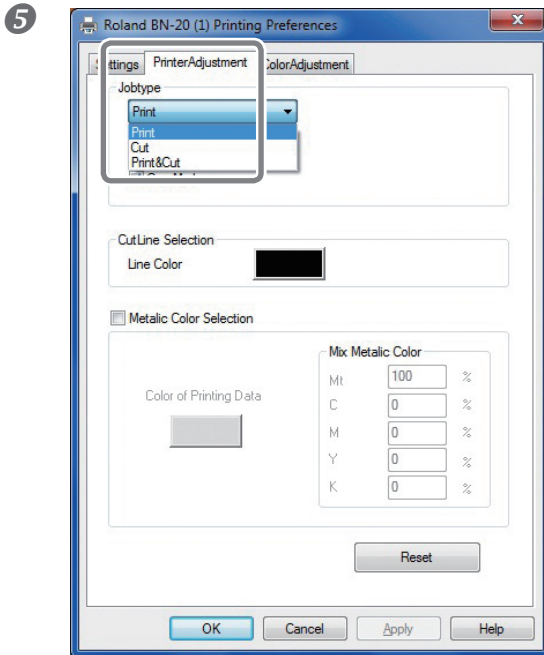 5
Roland BN-20 (1) Printing Preferences
ttings PrinterAdjustment ColorAdjustment
Jobtype
Print
Print
Cut
Print&Cut
CutLine Selection
Line Color
Metalic Color Selection
Mix Metalic Color
Mt 100 %
Color of Printing Data
C 0 %
M 0 %
Y 0 %
K 0 %
Reset
OK Cancel Apply Help